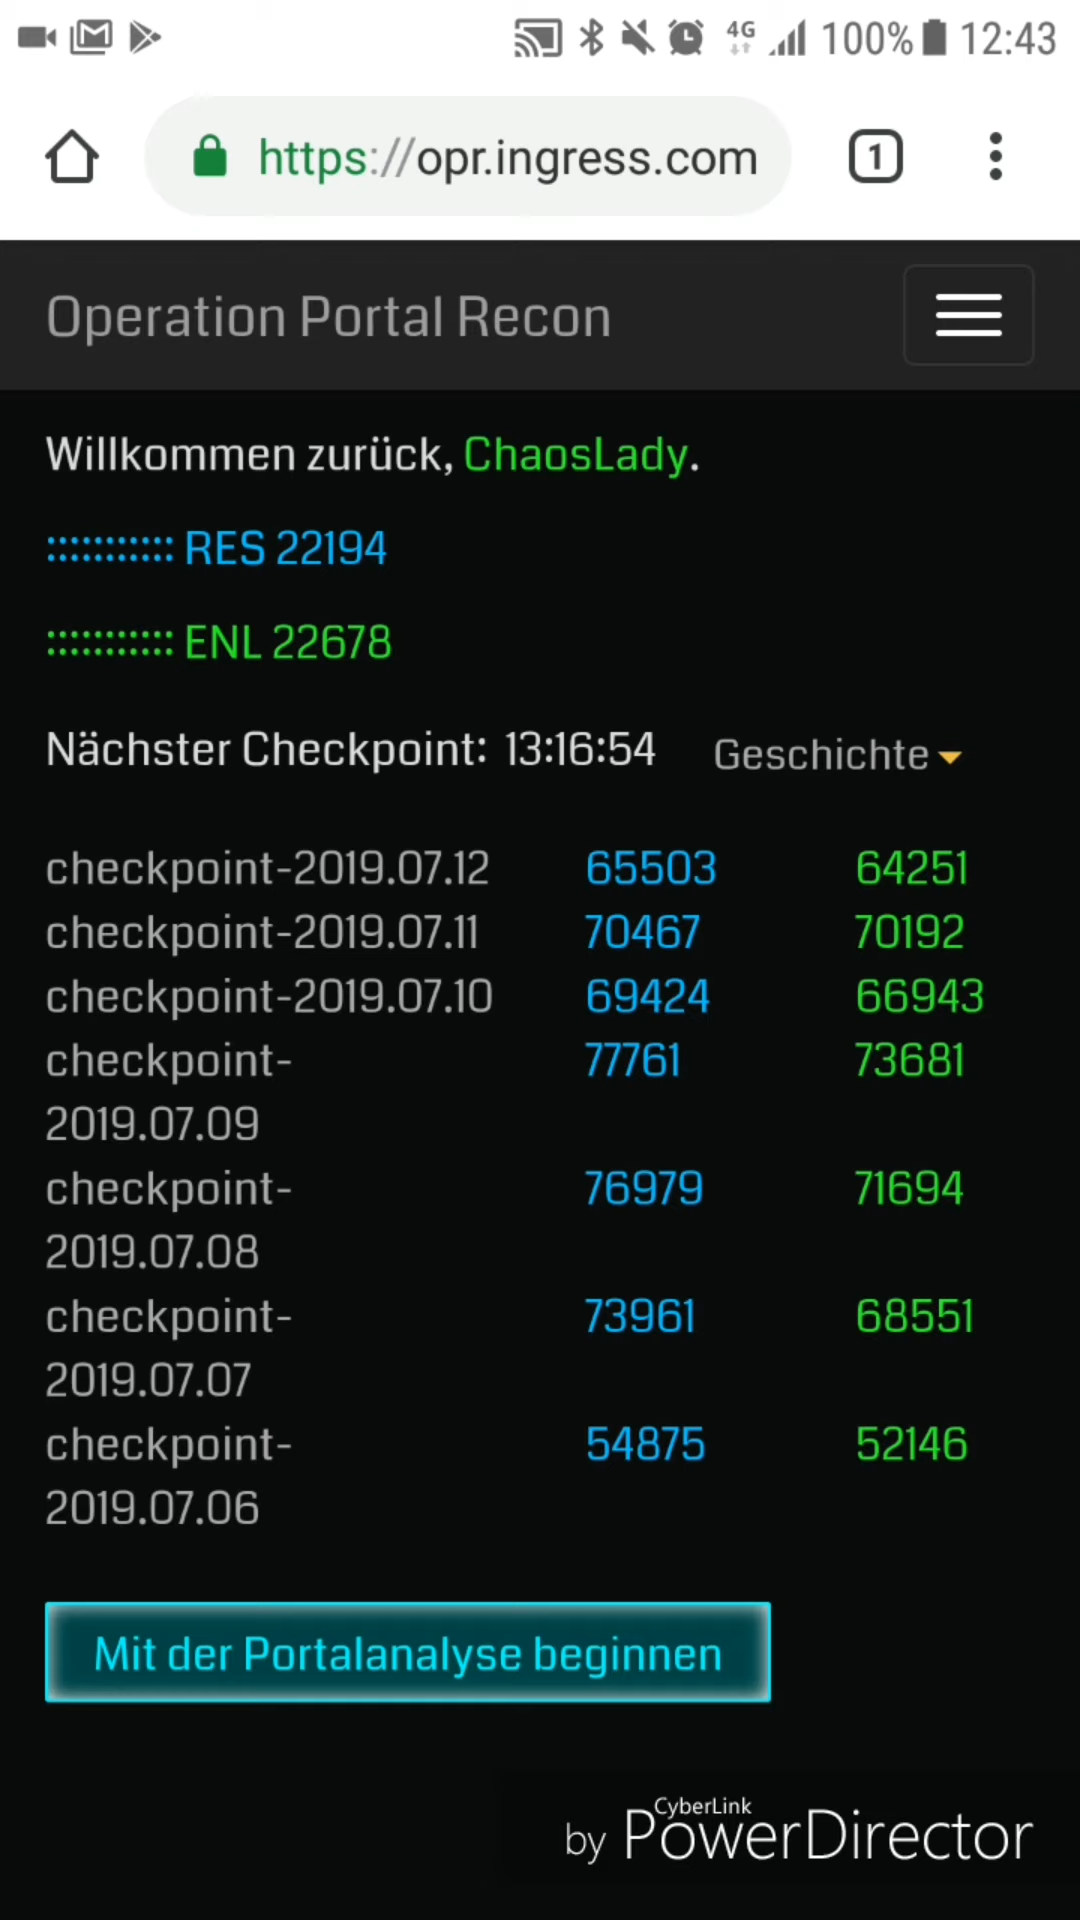 4G 100% 12:43
https://opr.ingress.com 1
Operation Portal Recon
Willkommen zurück, ChaosLady.
::::::::::: RES 22194
::::::::::: ENL 22678
Nächster Checkpoint: 13:16:54 Geschichte
checkpoint-2019.07.12 65503 64251
checkpoint-2019.07.11 70467 70192
checkpoint-2019.07.10 69424 66943
checkpoint- 77761 73681
2019.07.09
checkpoint- 76979 71694
2019.07.08
checkpoint- 73961 68551
2019.07.07
checkpoint- 54875 52146
2019.07.06
Mit der Portalanalyse beginnen
CyberLink
by PowerDirector